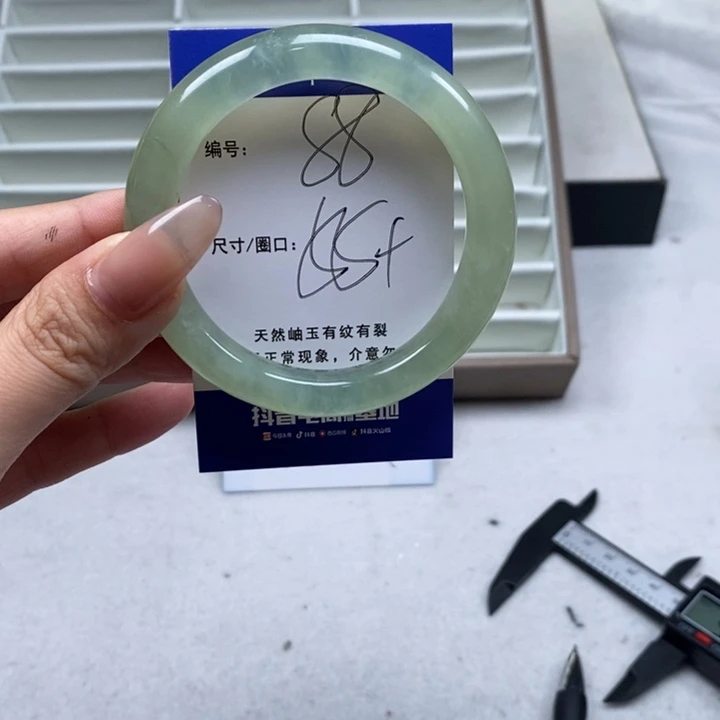 编号: 88
尺寸/圈口: 55+
天然岫玉有纹有裂
正常现象,介意勿